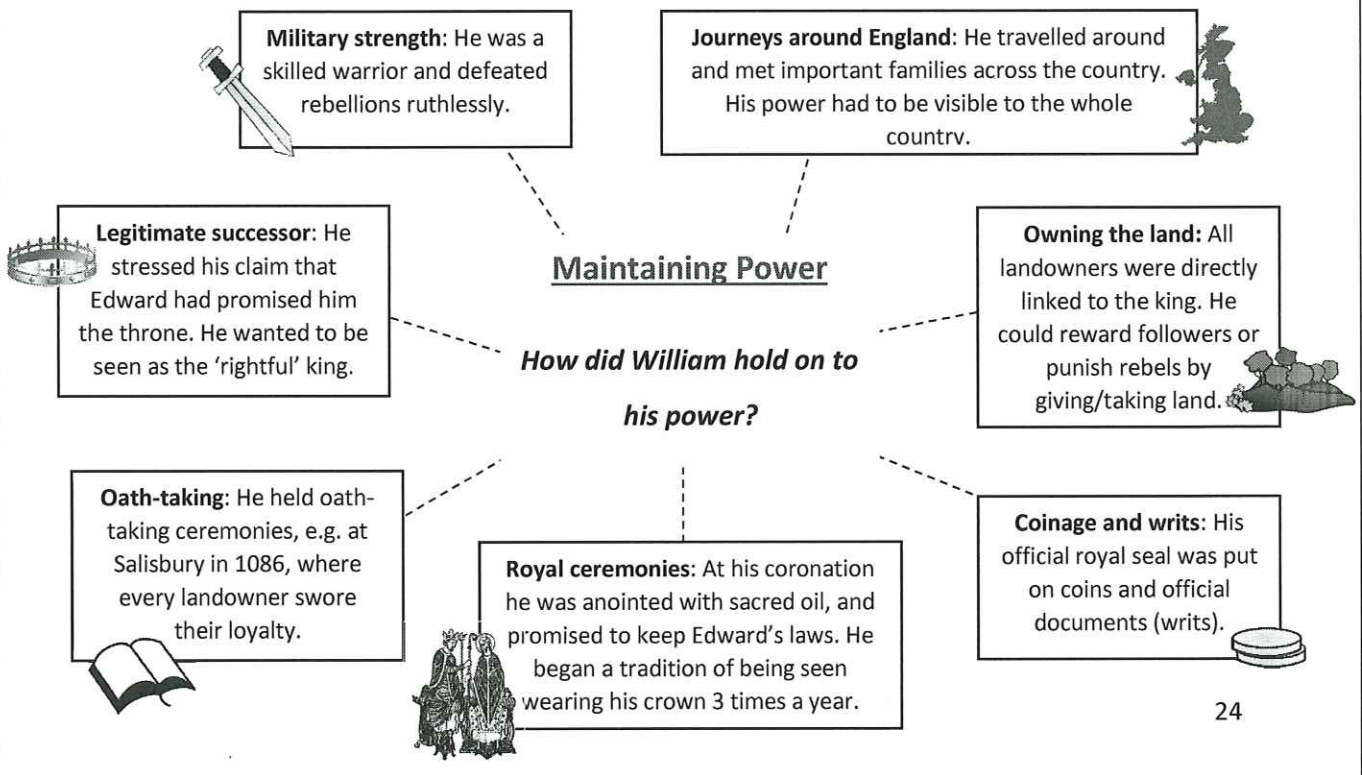 Military strength: He was a
skilled warrior and defeated
rebellions ruthlessly.
Journeys around England: He travelled around
and met important families across the country.
His power had to be visible to the whole
country.
Legitimate successor: He
stressed his claim that
Edward had promised him
the throne. He wanted to be
seen as the ‘rightful’ king.
Maintaining Power
How did William hold on to
his power?
Owning the land: All
landowners were directly
linked to the king. He
could reward followers or
punish rebels by
giving/taking land.
Oath-taking: He held oath-
taking ceremonies, e.g. at
Salisbury in 1086, where
every landowner swore
their loyalty.
Royal ceremonies: At his coronation
he was anointed with sacred oil, and
promised to keep Edward’s laws. He
began a tradition of being seen
wearing his crown 3 times a year.
Coinage and writs: His
official royal seal was put
on coins and official
documents (writs).
24